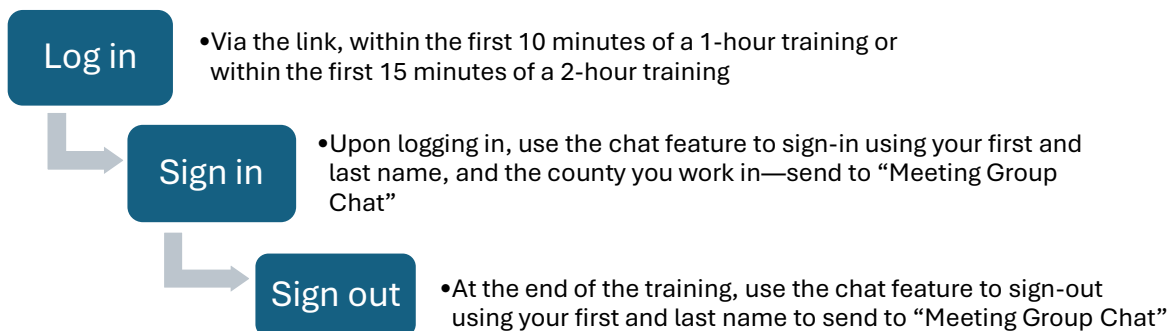 Log in
•Via the link, within the first 10 minutes of a 1-hour training or
within the first 15 minutes of a 2-hour training
Sign in
•Upon logging in, use the chat feature to sign-in using your first and
last name, and the county you work in—send to “Meeting Group
Chat”
Sign out
•At the end of the training, use the chat feature to sign-out
using your first and last name to send to “Meeting Group Chat”